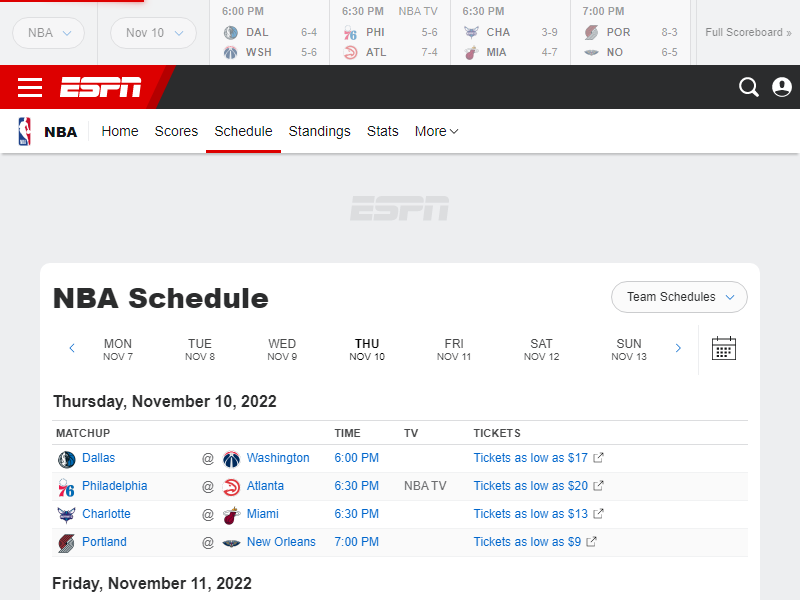 NBA
Nov 10
6:00 PM
DAL 6-4
WSH 5-6
6:30 PM NBA TV
PHI 5-6
ATL 7-4
6:30 PM
CHA 3-9
MIA 4-7
7:00 PM
POR 8-3
NO 6-5
Full Scoreboard »
ESPN
NBA Home Scores Schedule Standings Stats More
ESPN
NBA Schedule
Team Schedules
MON TUE WED THU FRI SAT SUN
NOV 7 NOV 8 NOV 9 NOV 10 NOV 11 NOV 12 NOV 13
Thursday, November 10, 2022
MATCHUP TIME TV TICKETS
Dallas @ Washington 6:00 PM Tickets as low as $17
Philadelphia @ Atlanta 6:30 PM NBA TV Tickets as low as $20
Charlotte @ Miami 6:30 PM Tickets as low as $13
Portland @ New Orleans 7:00 PM Tickets as low as $9
Friday, November 11, 2022